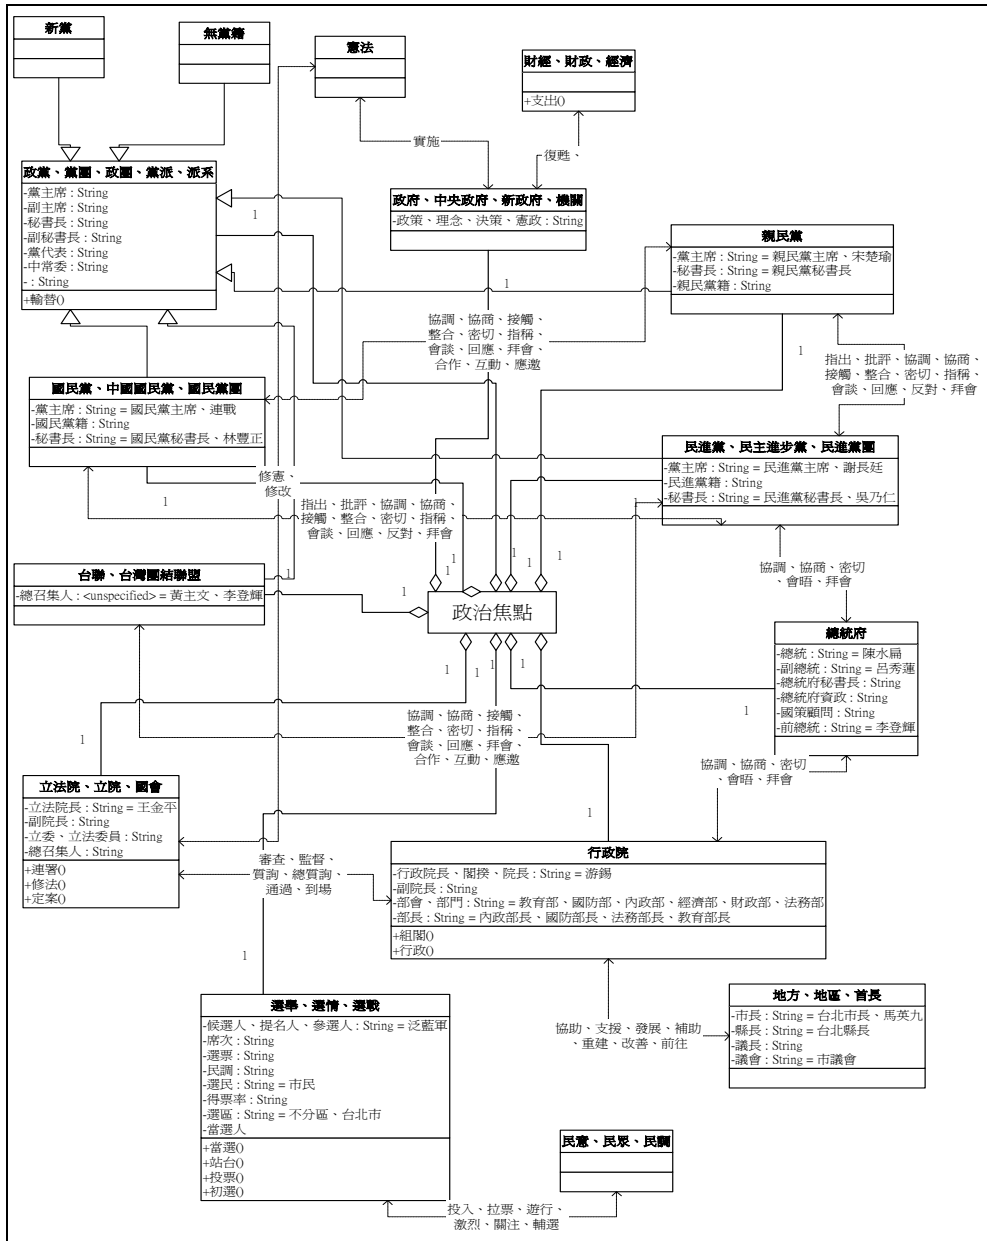 新黨
無黨籍
憲法
財經、財政、經濟
+支出()
實施
復甦、
政黨、黨團、政團、黨派、派系
-黨主席 : String
-副主席 : String
-秘書長 : String
-副秘書長 : String
-黨代表 : String
-中常委 : String
- : String
+輪替()
1
政府、中央政府、新政府、機關
-政策、理念、決策、憲政 : String
1
親民黨
-黨主席 : String = 親民黨主席、宋楚瑜
-秘書長 : String = 親民黨秘書長
-親民黨籍 : String
1
協調、協商、接觸、
整合、密切、指稱、
會談、回應、拜會、
合作、互動、應邀
指出、批評、協調、協商、
接觸、整合、密切、指稱、
會談、回應、反對、拜會
國民黨、中國國民黨、國民黨團
-黨主席 : String = 國民黨主席、連戰
-國民黨籍 : String
-秘書長 : String = 國民黨秘書長、林豐正
1
民進黨、民主進步黨、民進黨團
-黨主席 : String = 民進黨主席、謝長廷
-民進黨籍 : String
-秘書長 : String = 民進黨秘書長、吳乃仁
1
修憲、
修改
指出、批評、協調、協商、
接觸、整合、密切、指稱、
會談、回應、反對、拜會
協調、協商、密切
、會晤、拜會
台聯、台灣團結聯盟
-總召集人 : <unspecified> = 黃主文、李登輝
1
1
1
1
1
1
1
政治焦點
1
1
1
1
總統府
-總統 : String = 陳水扁
-副總統 : String = 呂秀蓮
-總統府秘書長 : String
-總統府資政 : String
-國策顧問 : String
-前總統 : String = 李登輝
1
協調、協商、接觸、
整合、密切、指稱、
會談、回應、拜會、
合作、互動、應邀
1
協調、協商、密切
、會晤、拜會
立法院、立院、國會
-立法院長 : String = 王金平
-副院長 : String
-立委、立法委員 : String
-總召集人 : String
+連署()
+修法()
+定案()
1
審查、監督、
質詢、總質詢、
通過、到場
行政院
-行政院長、閣揆、院長 : String = 游錫
-副院長 : String
-部會、部門 : String = 教育部、國防部、內政部、經濟部、財政部、法務部
-部長 : String = 內政部長、國防部長、法務部長、教育部長
+組閣()
+行政()
1
選舉、選情、選戰
-候選人、提名人、參選人 : String = 泛藍軍
-席次 : String
-選票 : String
-民調 : String
-選民 : String = 市民
-得票率 : String
-選區 : String = 不分區、台北市
-當選人
+當選()
+站台()
+投票()
+初選()
協助、支援、發展、補助
、重建、改善、前往
地方、地區、首長
-市長 : String = 台北市長、馬英九
-縣長 : String = 台北縣長
-議長 : String
-議會 : String = 市議會
民意、民眾、民調
投入、拉票、遊行、
激烈、關注、輔選